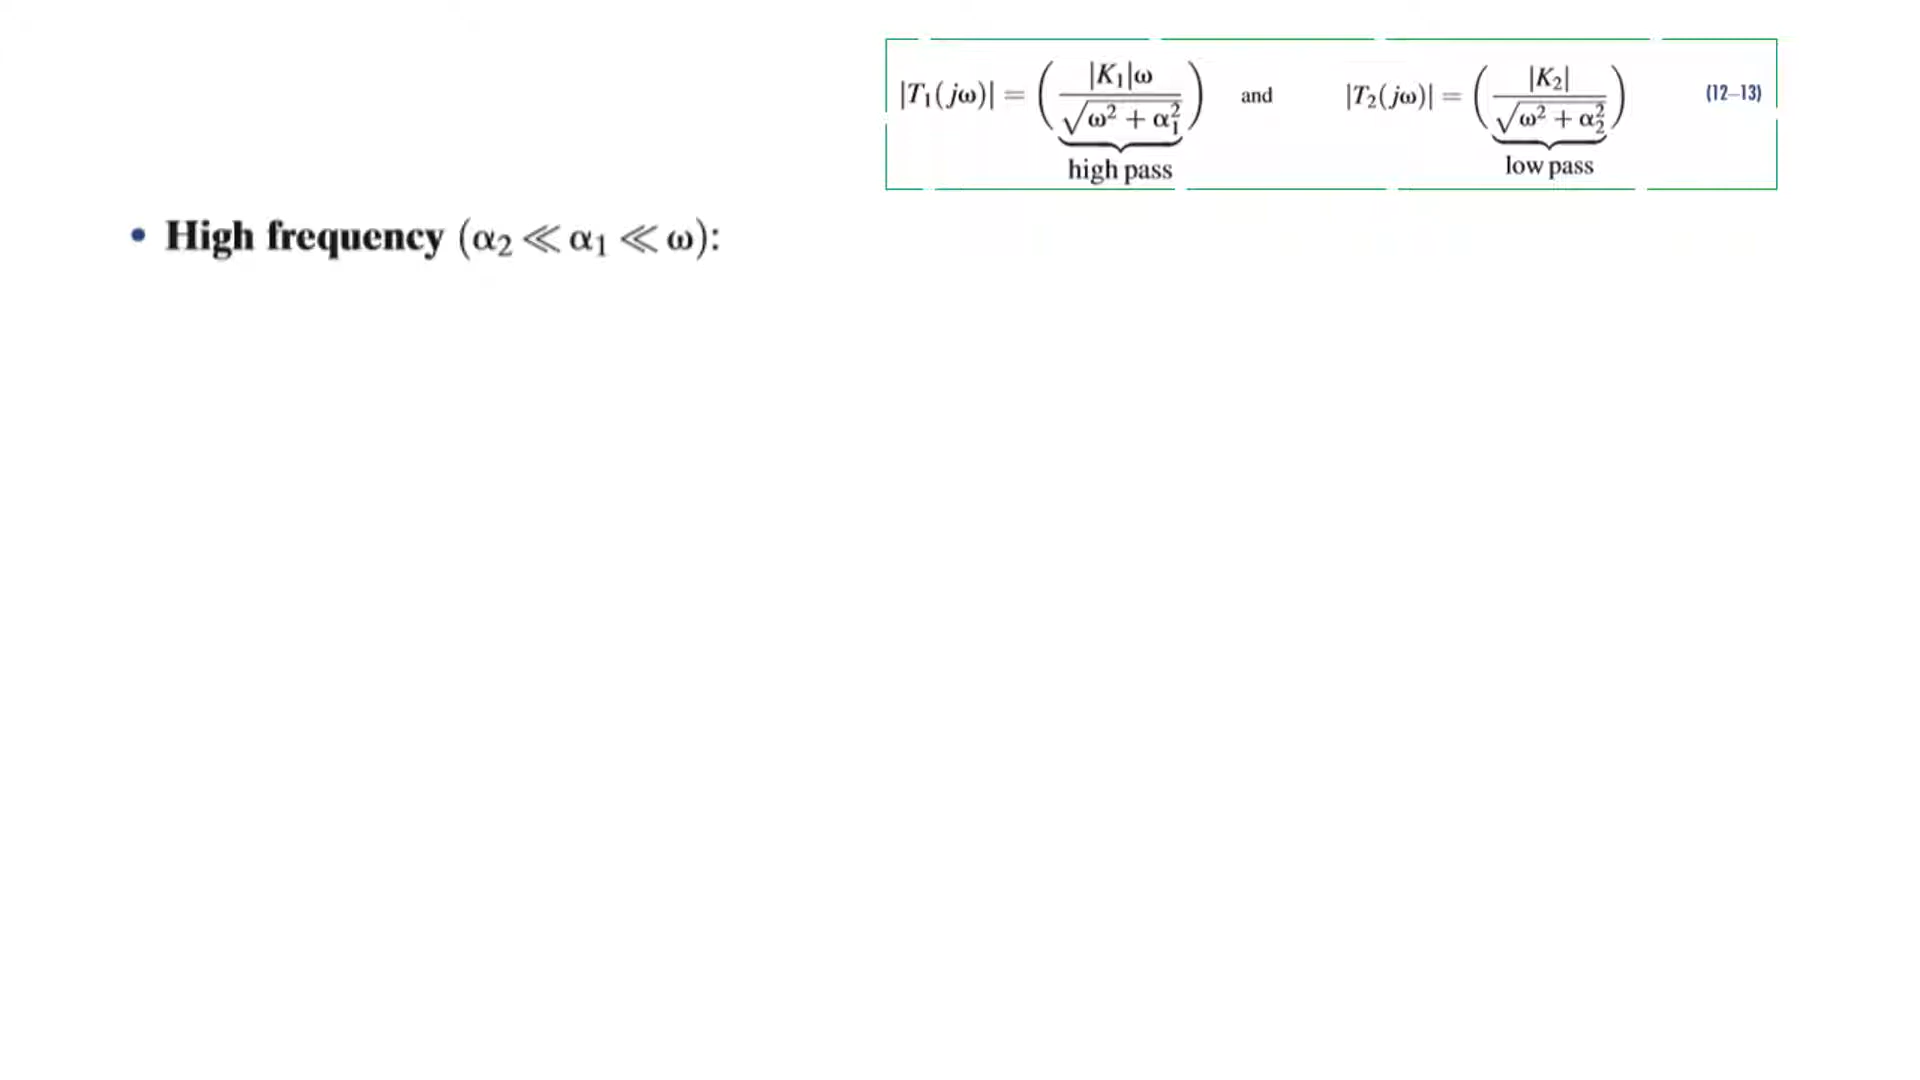 |T₁(jω)| = ( |K₁|ω / √(ω² + α₁²) ) and |T₂(jω)| = ( |K₂| / √(ω² + α₂²) ) (12–13)
high pass low pass
• High frequency (α₂ ≪ α₁ ≪ ω):